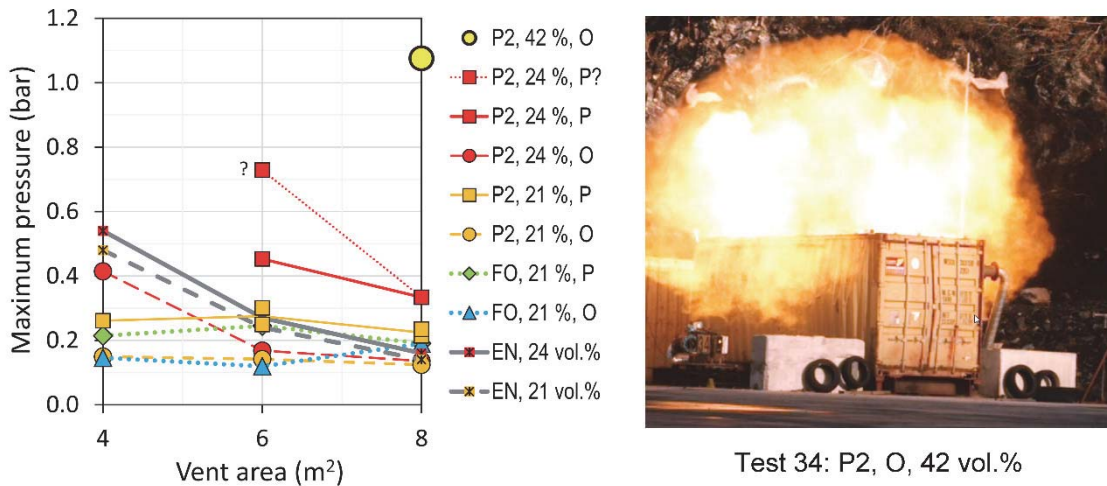 Maximum pressure (bar)
1.2
1.0
0.8
0.6
0.4
0.2
0.0
?
4
6
8
Vent area (m²)
P2, 42 %, O
P2, 24 %, P?
P2, 24 %, P
P2, 24 %, O
P2, 21 %, P
P2, 21 %, O
FO, 21 %, P
FO, 21 %, O
EN, 24 vol.%
EN, 21 vol.%
Test 34: P2, O, 42 vol.%